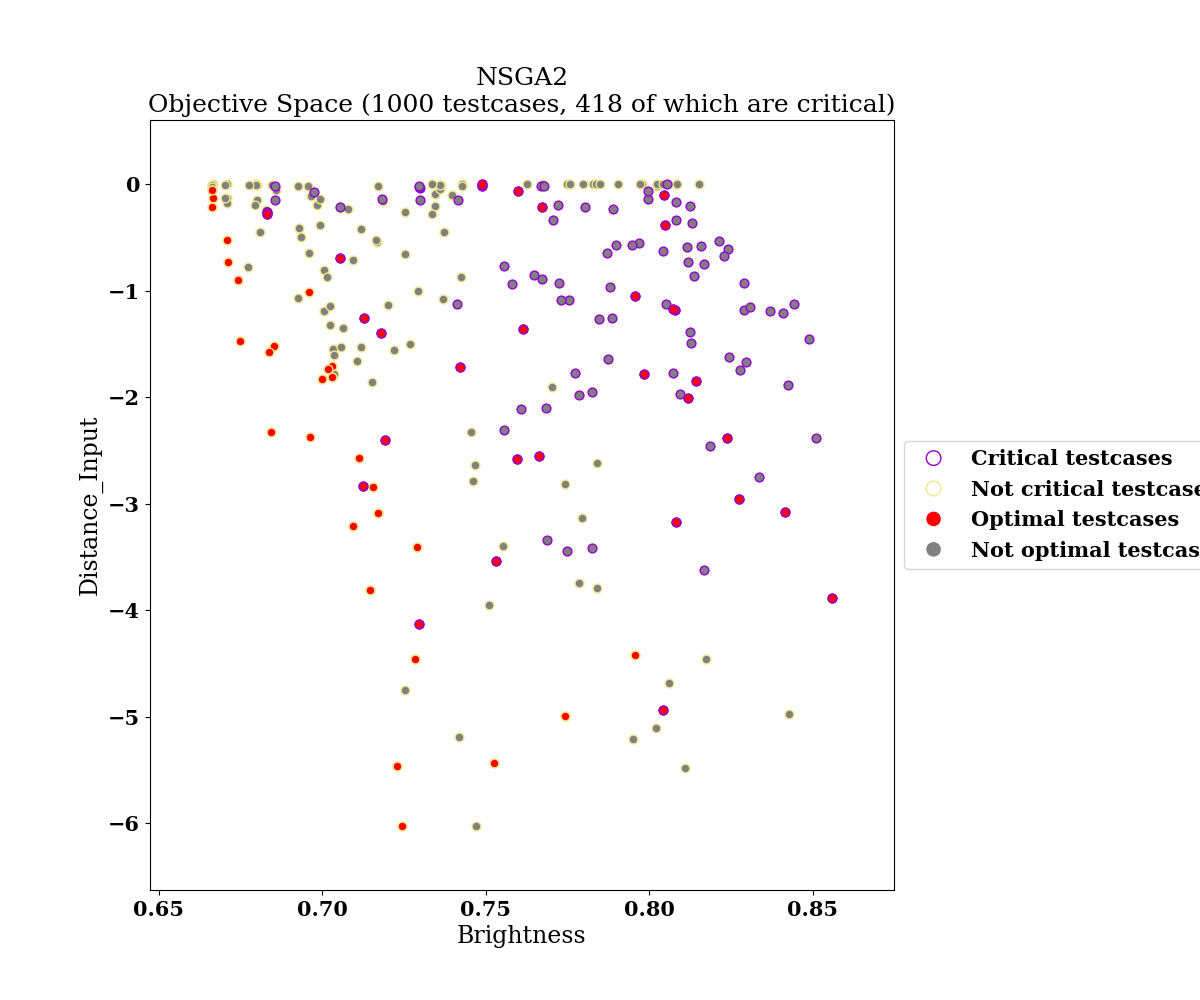 NSGA2
Objective Space (1000 testcases, 418 of which are critical)
0
−1
−2
−3
−4
−5
−6
Distance_Input
0.65 0.70 0.75 0.80 0.85
Brightness
Critical testcases
Not critical testcase
Optimal testcases
Not optimal testcas